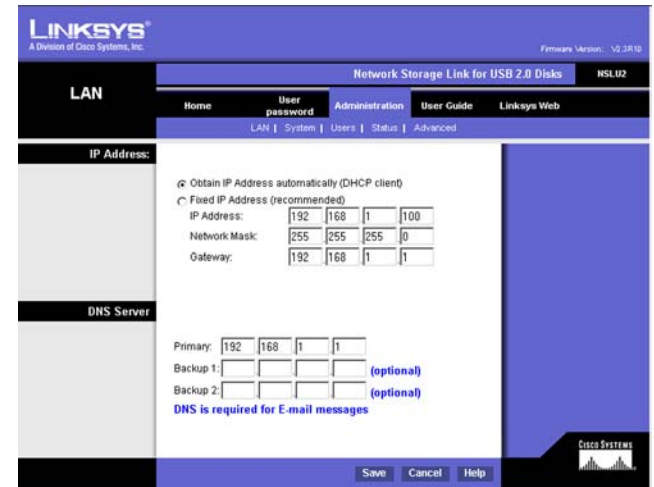 LINKSYS®
A Division of Cisco Systems, Inc.
Firmware Version: V2.3R10
Network Storage Link for USB 2.0 Disks NSLU2
LAN
Home User password Administration User Guide Linksys Web
LAN | System | Users | Status | Advanced
IP Address:
Obtain IP Address automatically (DHCP client)
Fixed IP Address (recommended)
IP Address: 192 .168 .1 .100
Network Mask: 255 .255 .255 .0
Gateway: 192 .168 .1 .1
DNS Server
Primary: 192 .168 .1 .1
Backup 1: . . . (optional)
Backup 2: . . . (optional)
DNS is required for E-mail messages
Save Cancel Help
CISCO SYSTEMS